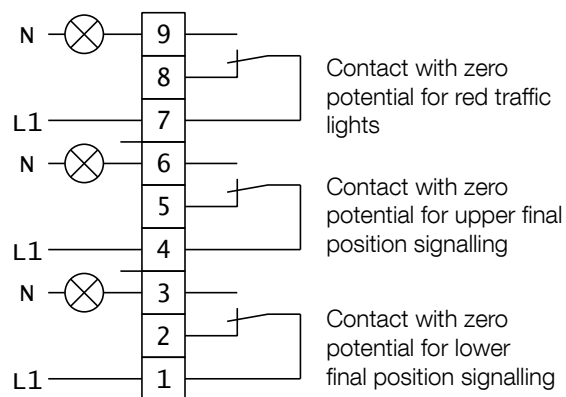 N 9
8
L1 7
Contact with zero
potential for red traffic
lights
N 6
5
L1 4
Contact with zero
potential for upper final
position signalling
N 3
2
L1 1
Contact with zero
potential for lower
final position signalling